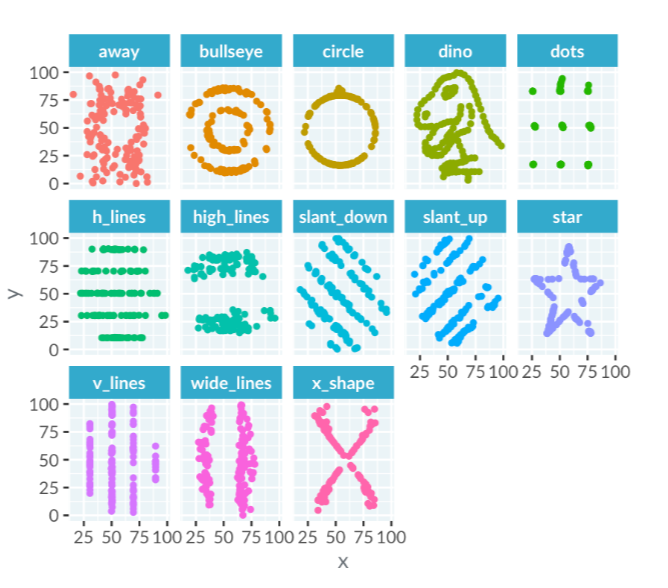 away bullseye circle dino dots
100
75
50
25
0
h_lines high_lines slant_down slant_up star
100
75
50
25
0
y
25 50 75 100 25 50 75 100
v_lines wide_lines x_shape
100
75
50
25
0
25 50 75 100 25 50 75 100 25 50 75 100
x